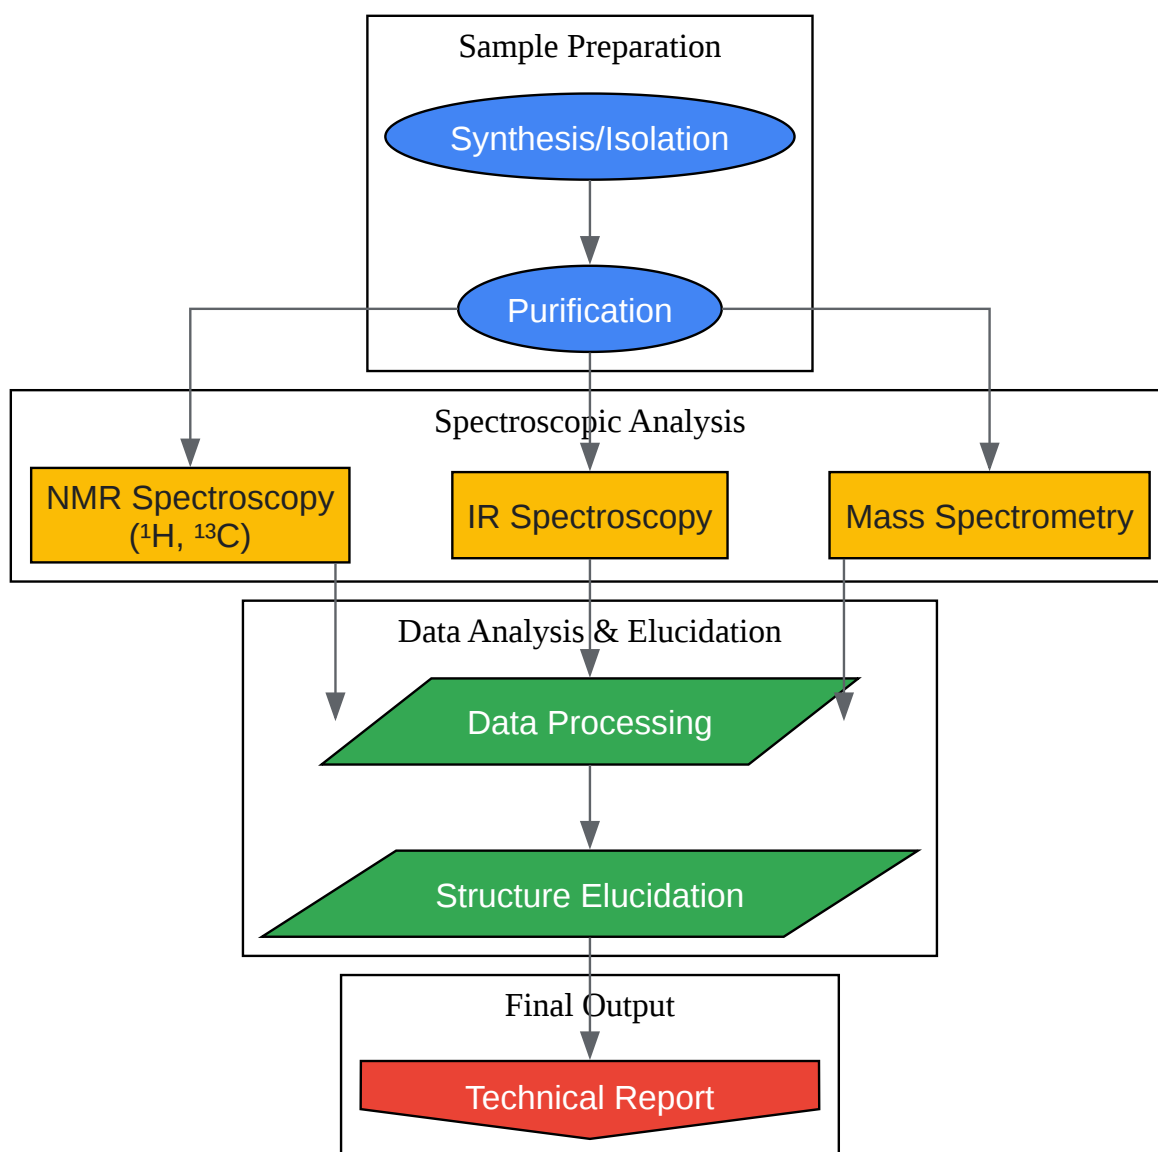 Sample Preparation
Synthesis/Isolation
Purification
Spectroscopic Analysis
NMR Spectroscopy
(¹H, ¹³C)
IR Spectroscopy
Mass Spectrometry
Data Analysis & Elucidation
Data Processing
Structure Elucidation
Final Output
Technical Report